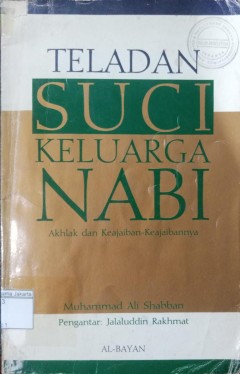 TELADAN
SUCI
KELUARGA
NABI
Akhlak dan Keajaiban-Keajaibannya
Muhammad Ali Shabban
Pengantar: Jalaluddin Rakhmat
AL-BAYAN